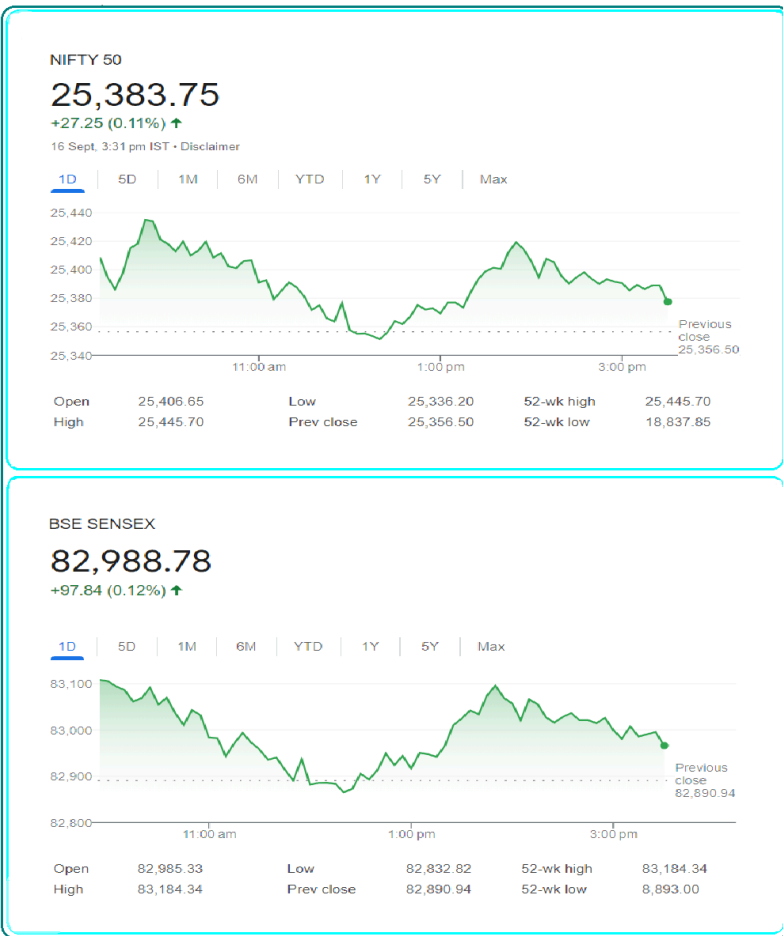 NIFTY 50
25,383.75
+27.25 (0.11%) ↑
16 Sept, 3:31 pm IST • Disclaimer
1D 5D 1M 6M YTD 1Y 5Y Max
25,440
25,420
25,400
25,380
25,360
25,340
Previous
close
25,356.50
11:00 am 1:00 pm 3:00 pm
Open 25,406.65 Low 25,336.20 52-wk high 25,445.70
High 25,445.70 Prev close 25,356.50 52-wk low 18,837.85
BSE SENSEX
82,988.78
+97.84 (0.12%) ↑
1D 5D 1M 6M YTD 1Y 5Y Max
83,100
83,000
82,900
82,800
Previous
close
82,890.94
11:00 am 1:00 pm 3:00 pm
Open 82,985.33 Low 82,832.82 52-wk high 83,184.34
High 83,184.34 Prev close 82,890.94 52-wk low 8,893.00